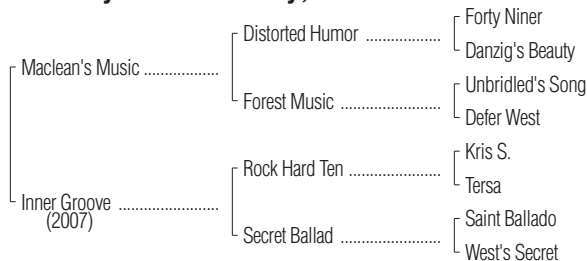 Forty Niner
Distorted Humor ..................
Danzig's Beauty
Maclean's Music ..................
Unbridled's Song
Forest Music .......................
Defer West
Kris S.
Rock Hard Ten .....................
Tersa
Inner Groove .......................
(2007)
Saint Ballado
Secret Ballad .......................
West's Secret